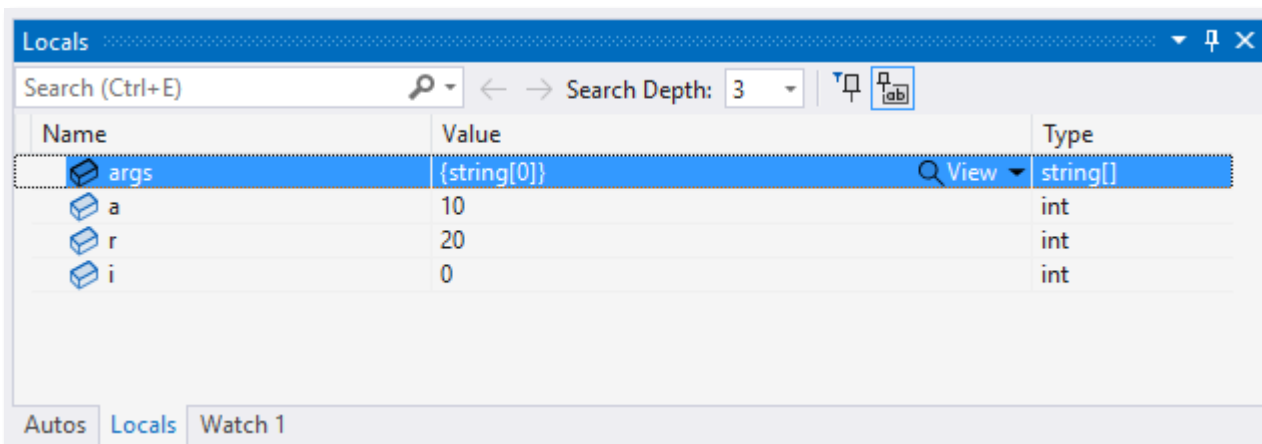 Locals
Search (Ctrl+E) Search Depth: 3 ab
Name Value Type
args {string[0]} View string[]
a 10 int
r 20 int
i 0 int
Autos Locals Watch 1